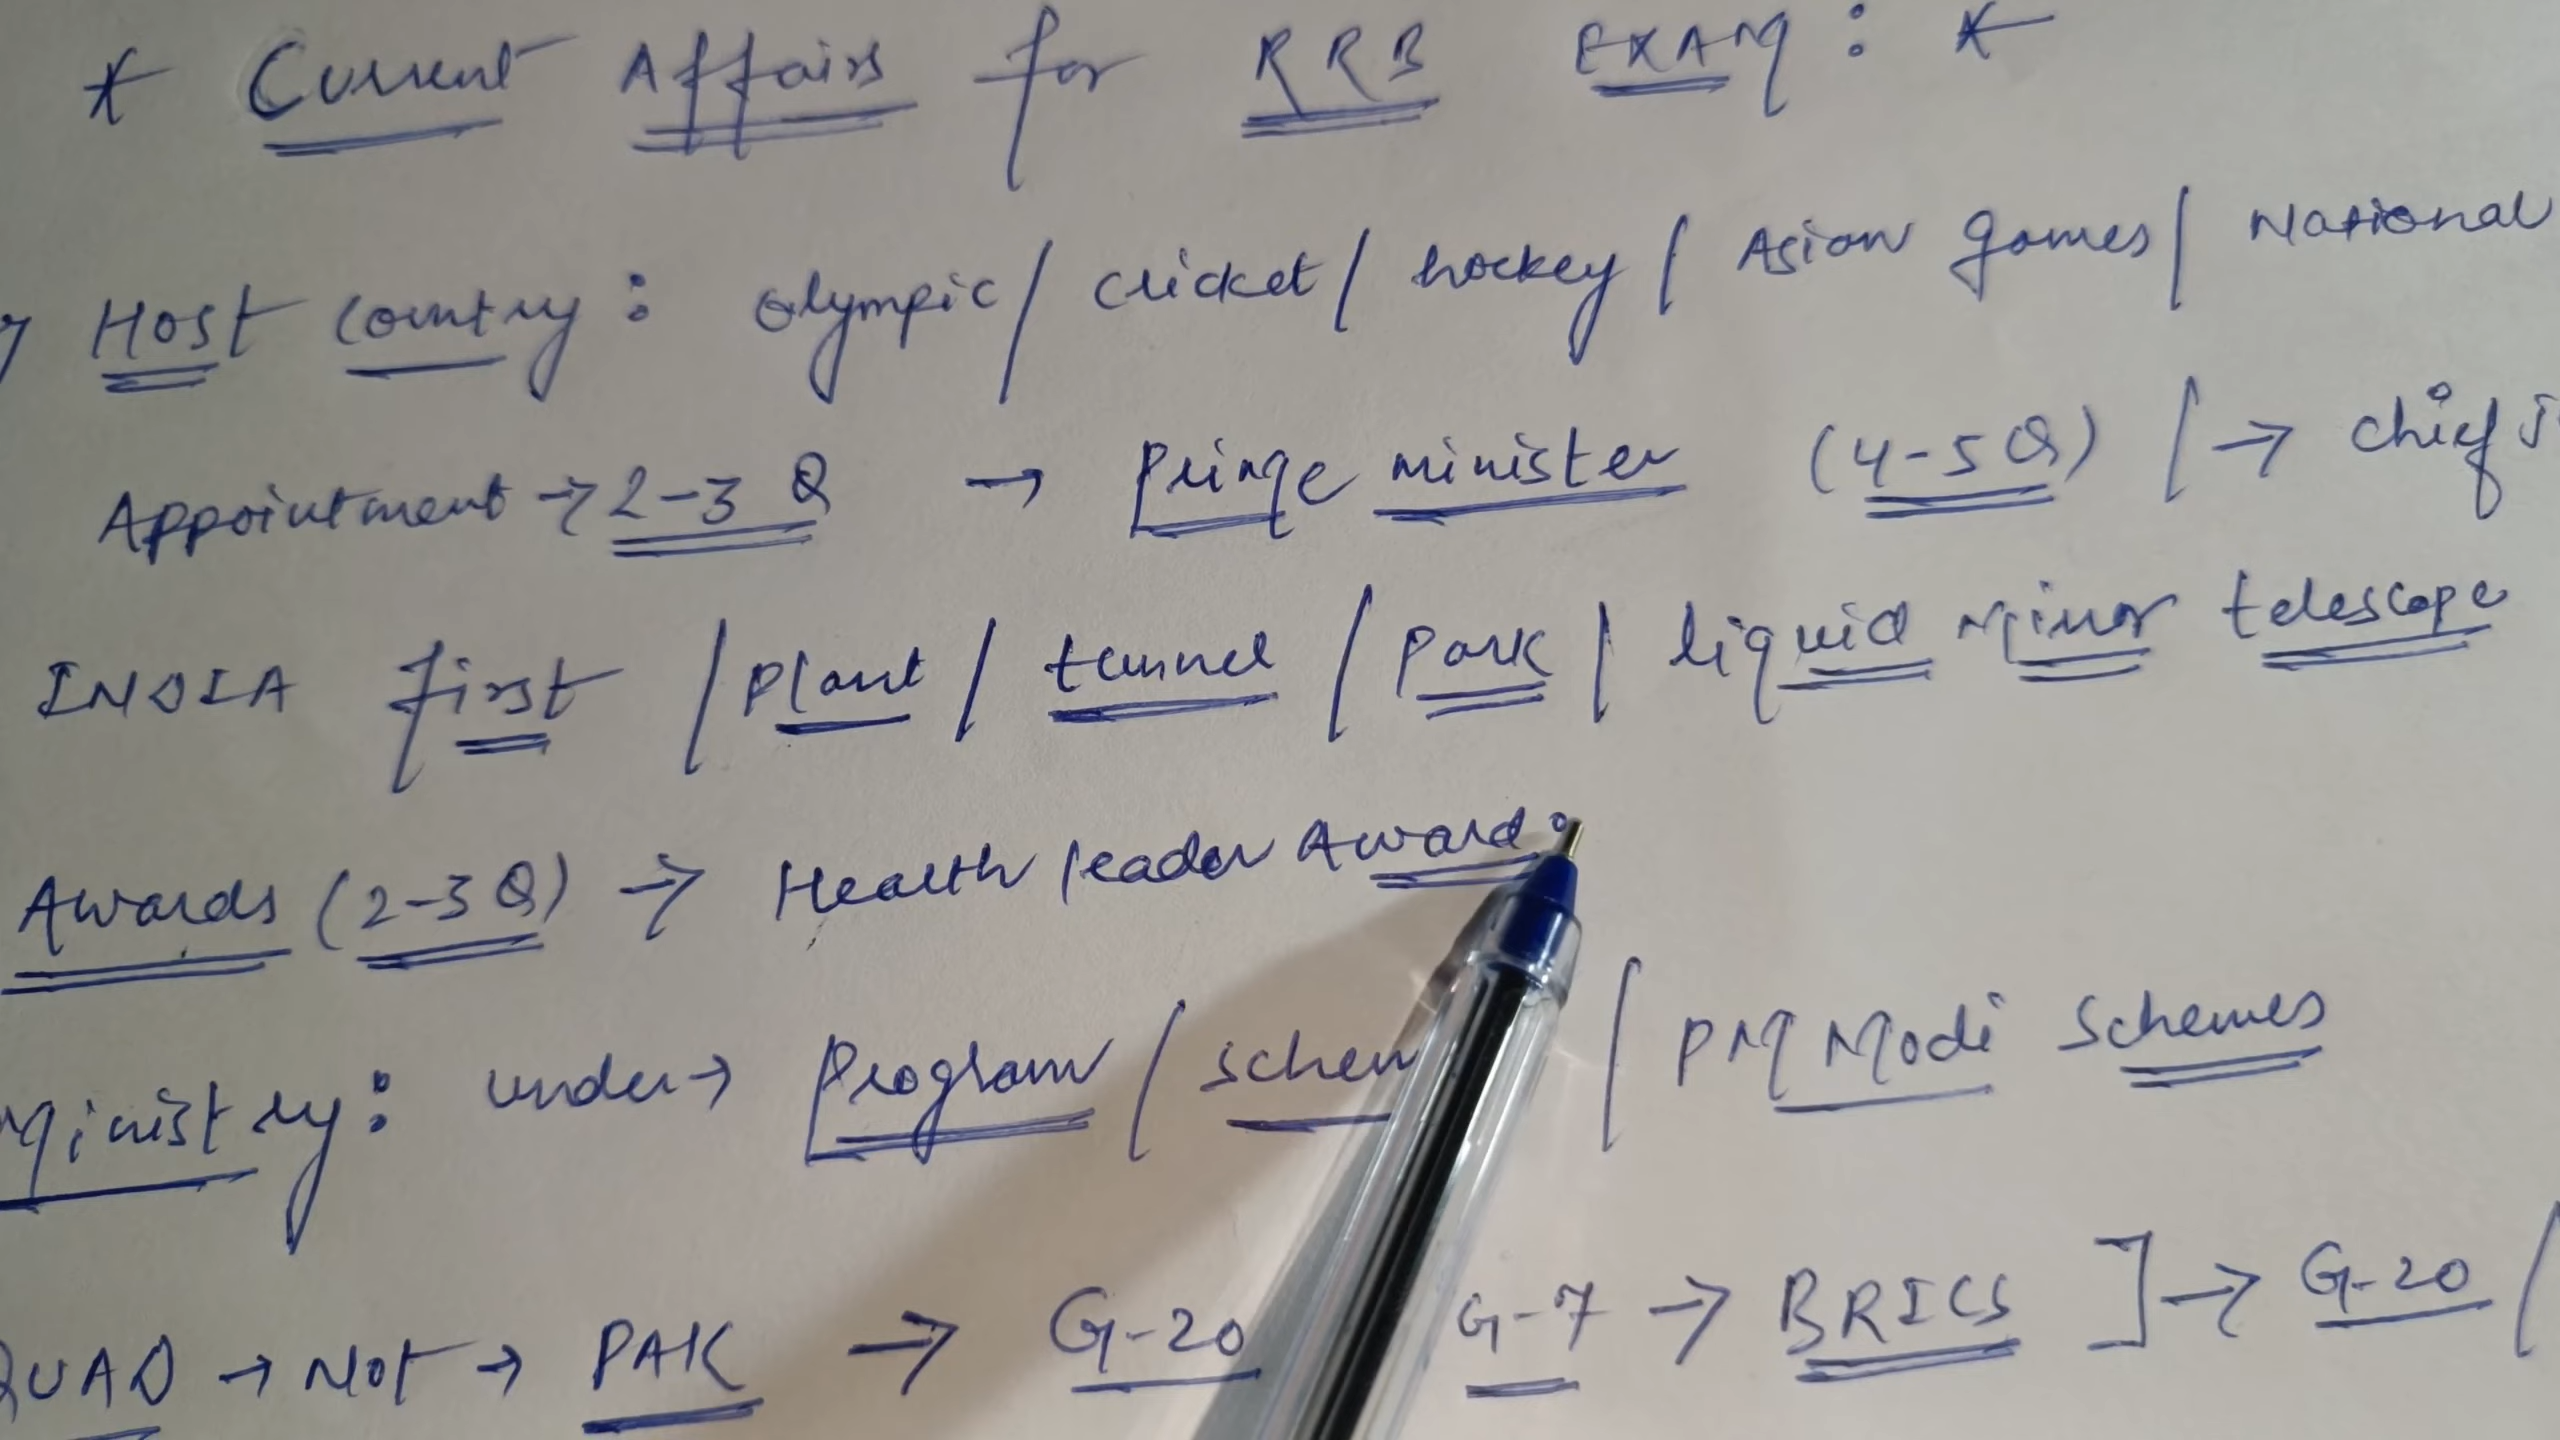 * Current Affairs for RRB EXAM : *
Host country : olympic / cricket / hockey / Asian games / National
Appointment → 2-3 Q → Prime minister (4-5 Q) / → chief
INDIA first / plant / tunnel / Park / liquid mirror telescope
Awards (2-3 Q) → Health leader Award :
Ministry : under → Program / schem / PM Modi Schemes
QUAD → Not → PAK → G-20 G-7 → BRICS ] → G-20 /